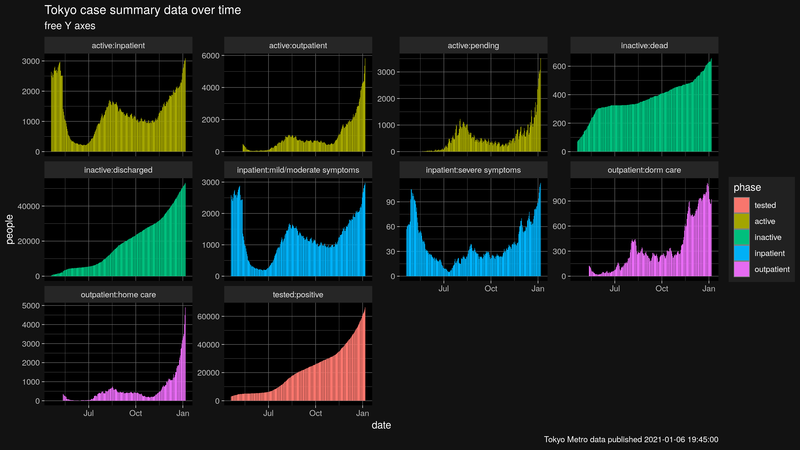 Tokyo case summary data over time
free Y axes
active:inpatient
active:outpatient
active:pending
inactive:dead
3000
2000
1000
0
6000
4000
2000
0
3000
2000
1000
0
600
400
200
0
inactive:discharged
inpatient:mild/moderate symptoms
inpatient:severe symptoms
outpatient:dorm care
40000
20000
0
3000
2000
1000
0
90
60
30
0
900
600
300
0
Jul Oct Jan
Jul Oct Jan
outpatient:home care
tested:positive
5000
4000
3000
2000
1000
0
60000
40000
20000
0
Jul Oct Jan
Jul Oct Jan
people
date
phase
tested
active
inactive
inpatient
outpatient
Tokyo Metro data published 2021-01-06 19:45:00